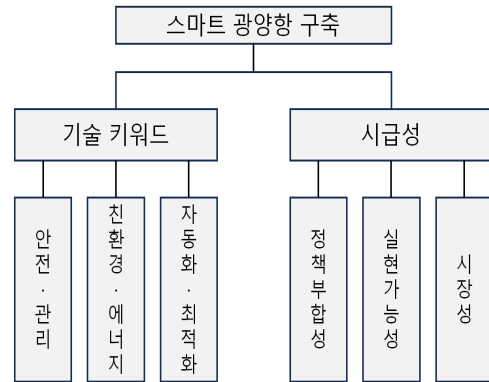 스마트 광양항 구축
기술 키워드
시급성
안전·관리
친환경·에너지
자동화·최적화
정책부합성
실현가능성
시장성